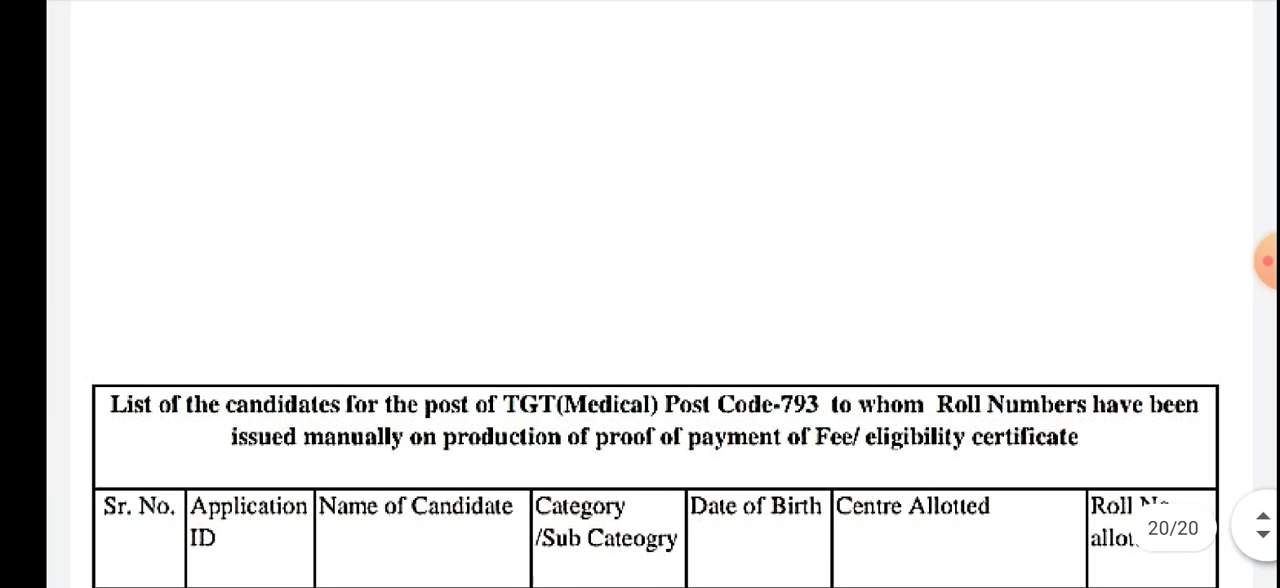 List of the candidates for the post of TGT(Medical) Post Code-793 to whom Roll Numbers have been
issued manually on production of proof of payment of Fee/ eligibility certificate
Sr. No. Application Name of Candidate Category Date of Birth Centre Allotted Roll
ID /Sub Cateogry
20/20